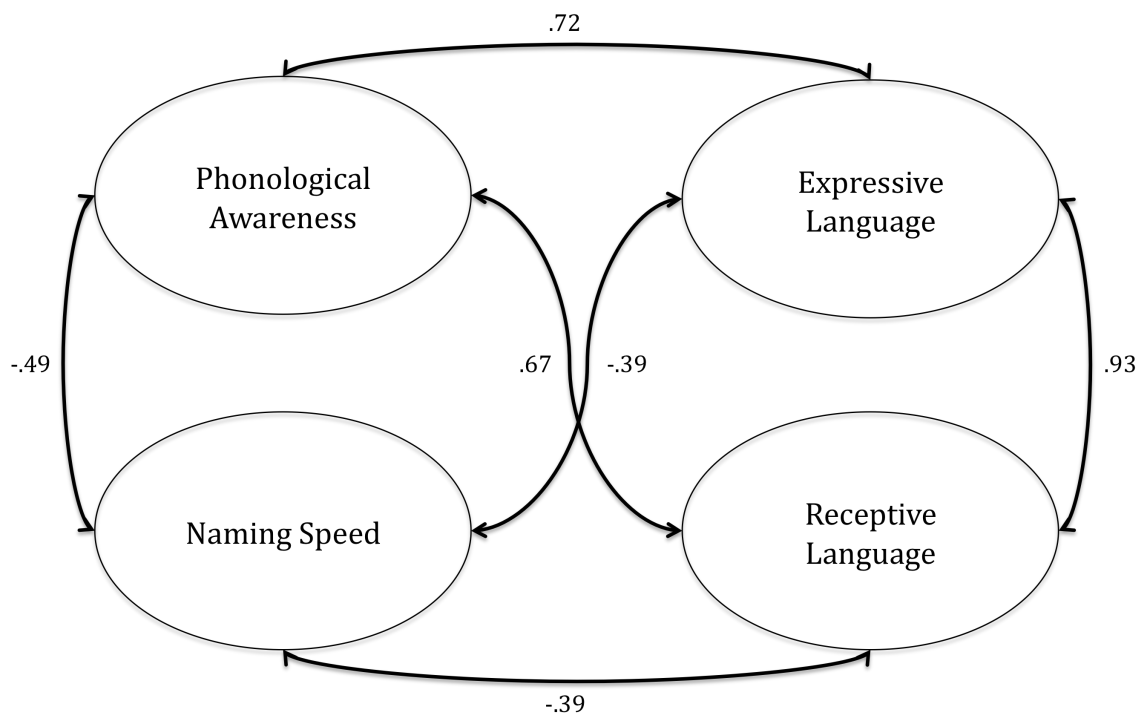 .72
Phonological
Awareness
Expressive
Language
-.49
.67
-.39
.93
Naming Speed
Receptive
Language
-.39